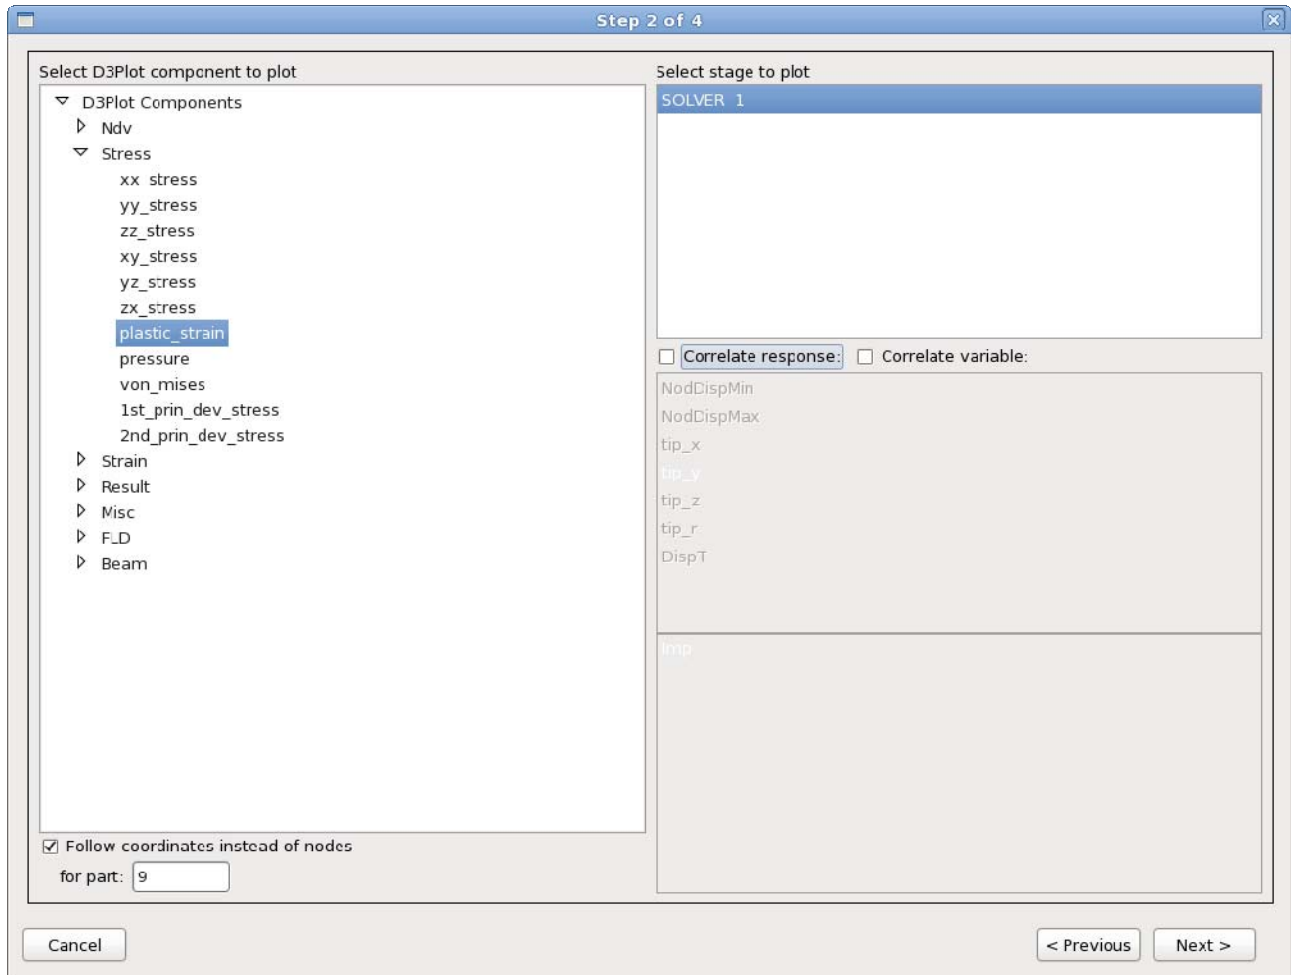 Step 2 of 4
Select D3Plot component to plot
D3Plot Components
Ndv
Stress
xx_stress
yy_stress
zz_stress
xy_stress
yz_stress
zx_stress
plastic_strain
pressure
von_mises
1st_prin_dev_stress
2nd_prin_dev_stress
Strain
Result
Misc
FLD
Beam
Follow coordinates instead of nodes
for part: 9
Select stage to plot
SOLVER_1
Correlate response: Correlate variable:
NodDispMin
NodDispMax
tip_x
tip_y
tip_z
tip_r
DispT
Imp
Cancel
< Previous
Next >